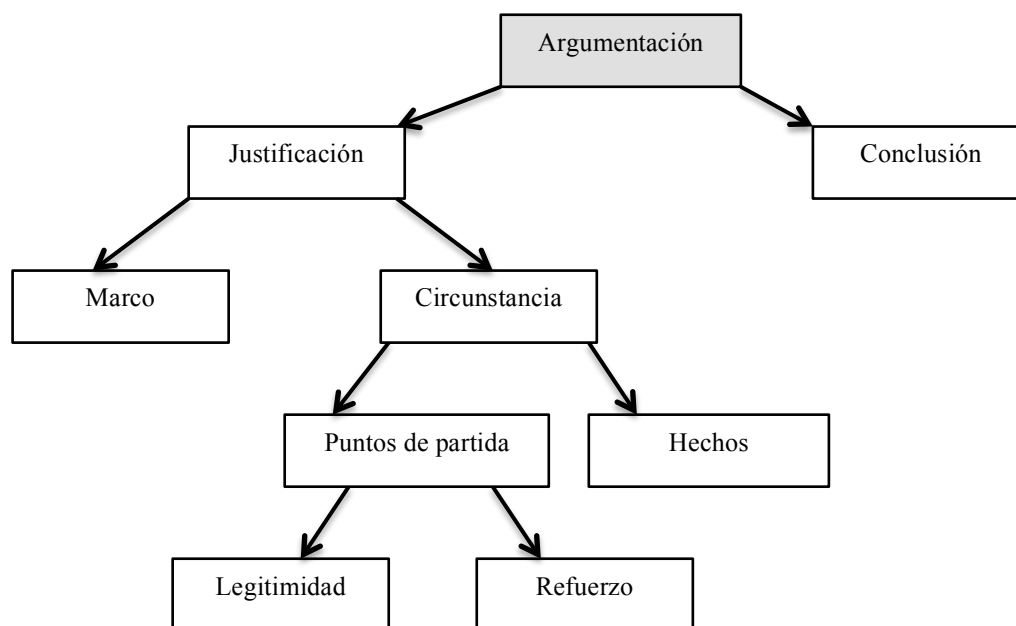 Argumentación
Justificación
Conclusión
Marco
Circunstancia
Puntos de partida
Hechos
Legitimidad
Refuerzo